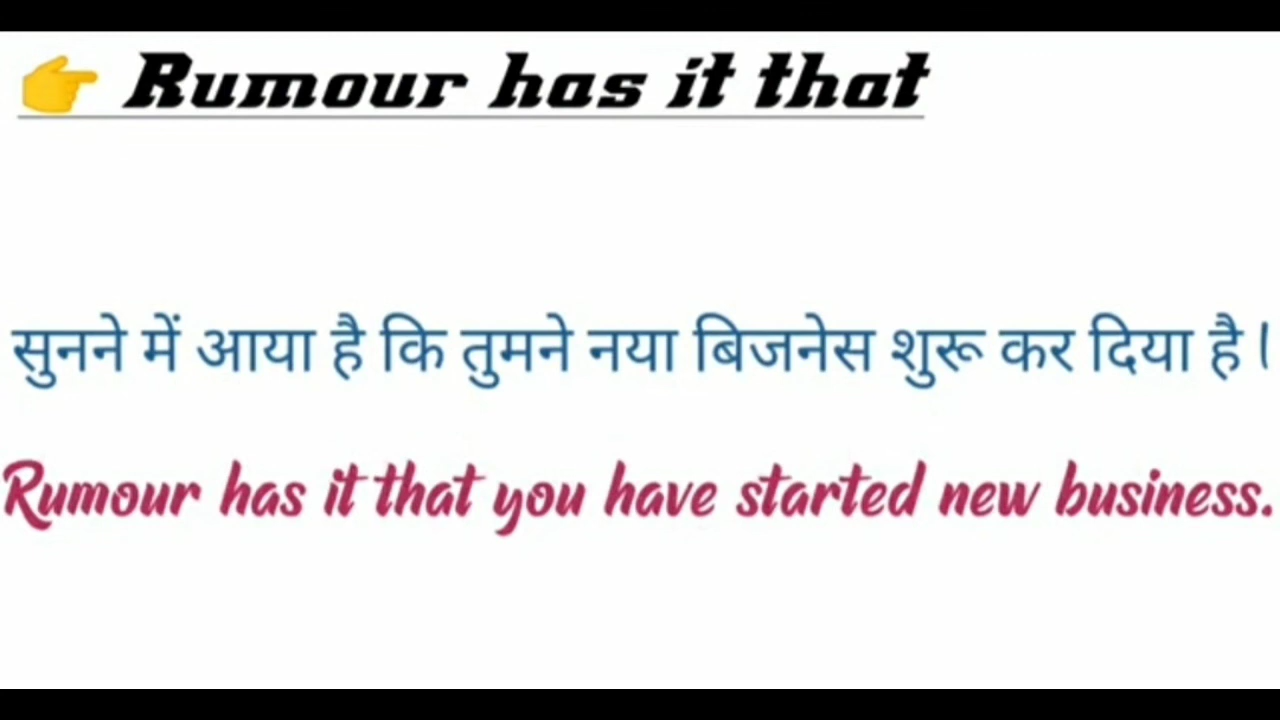 👉 Rumour has it that
सुनने में आया है कि तुमने नया बिजनेस शुरू कर दिया है ।
Rumour has it that you have started new business.